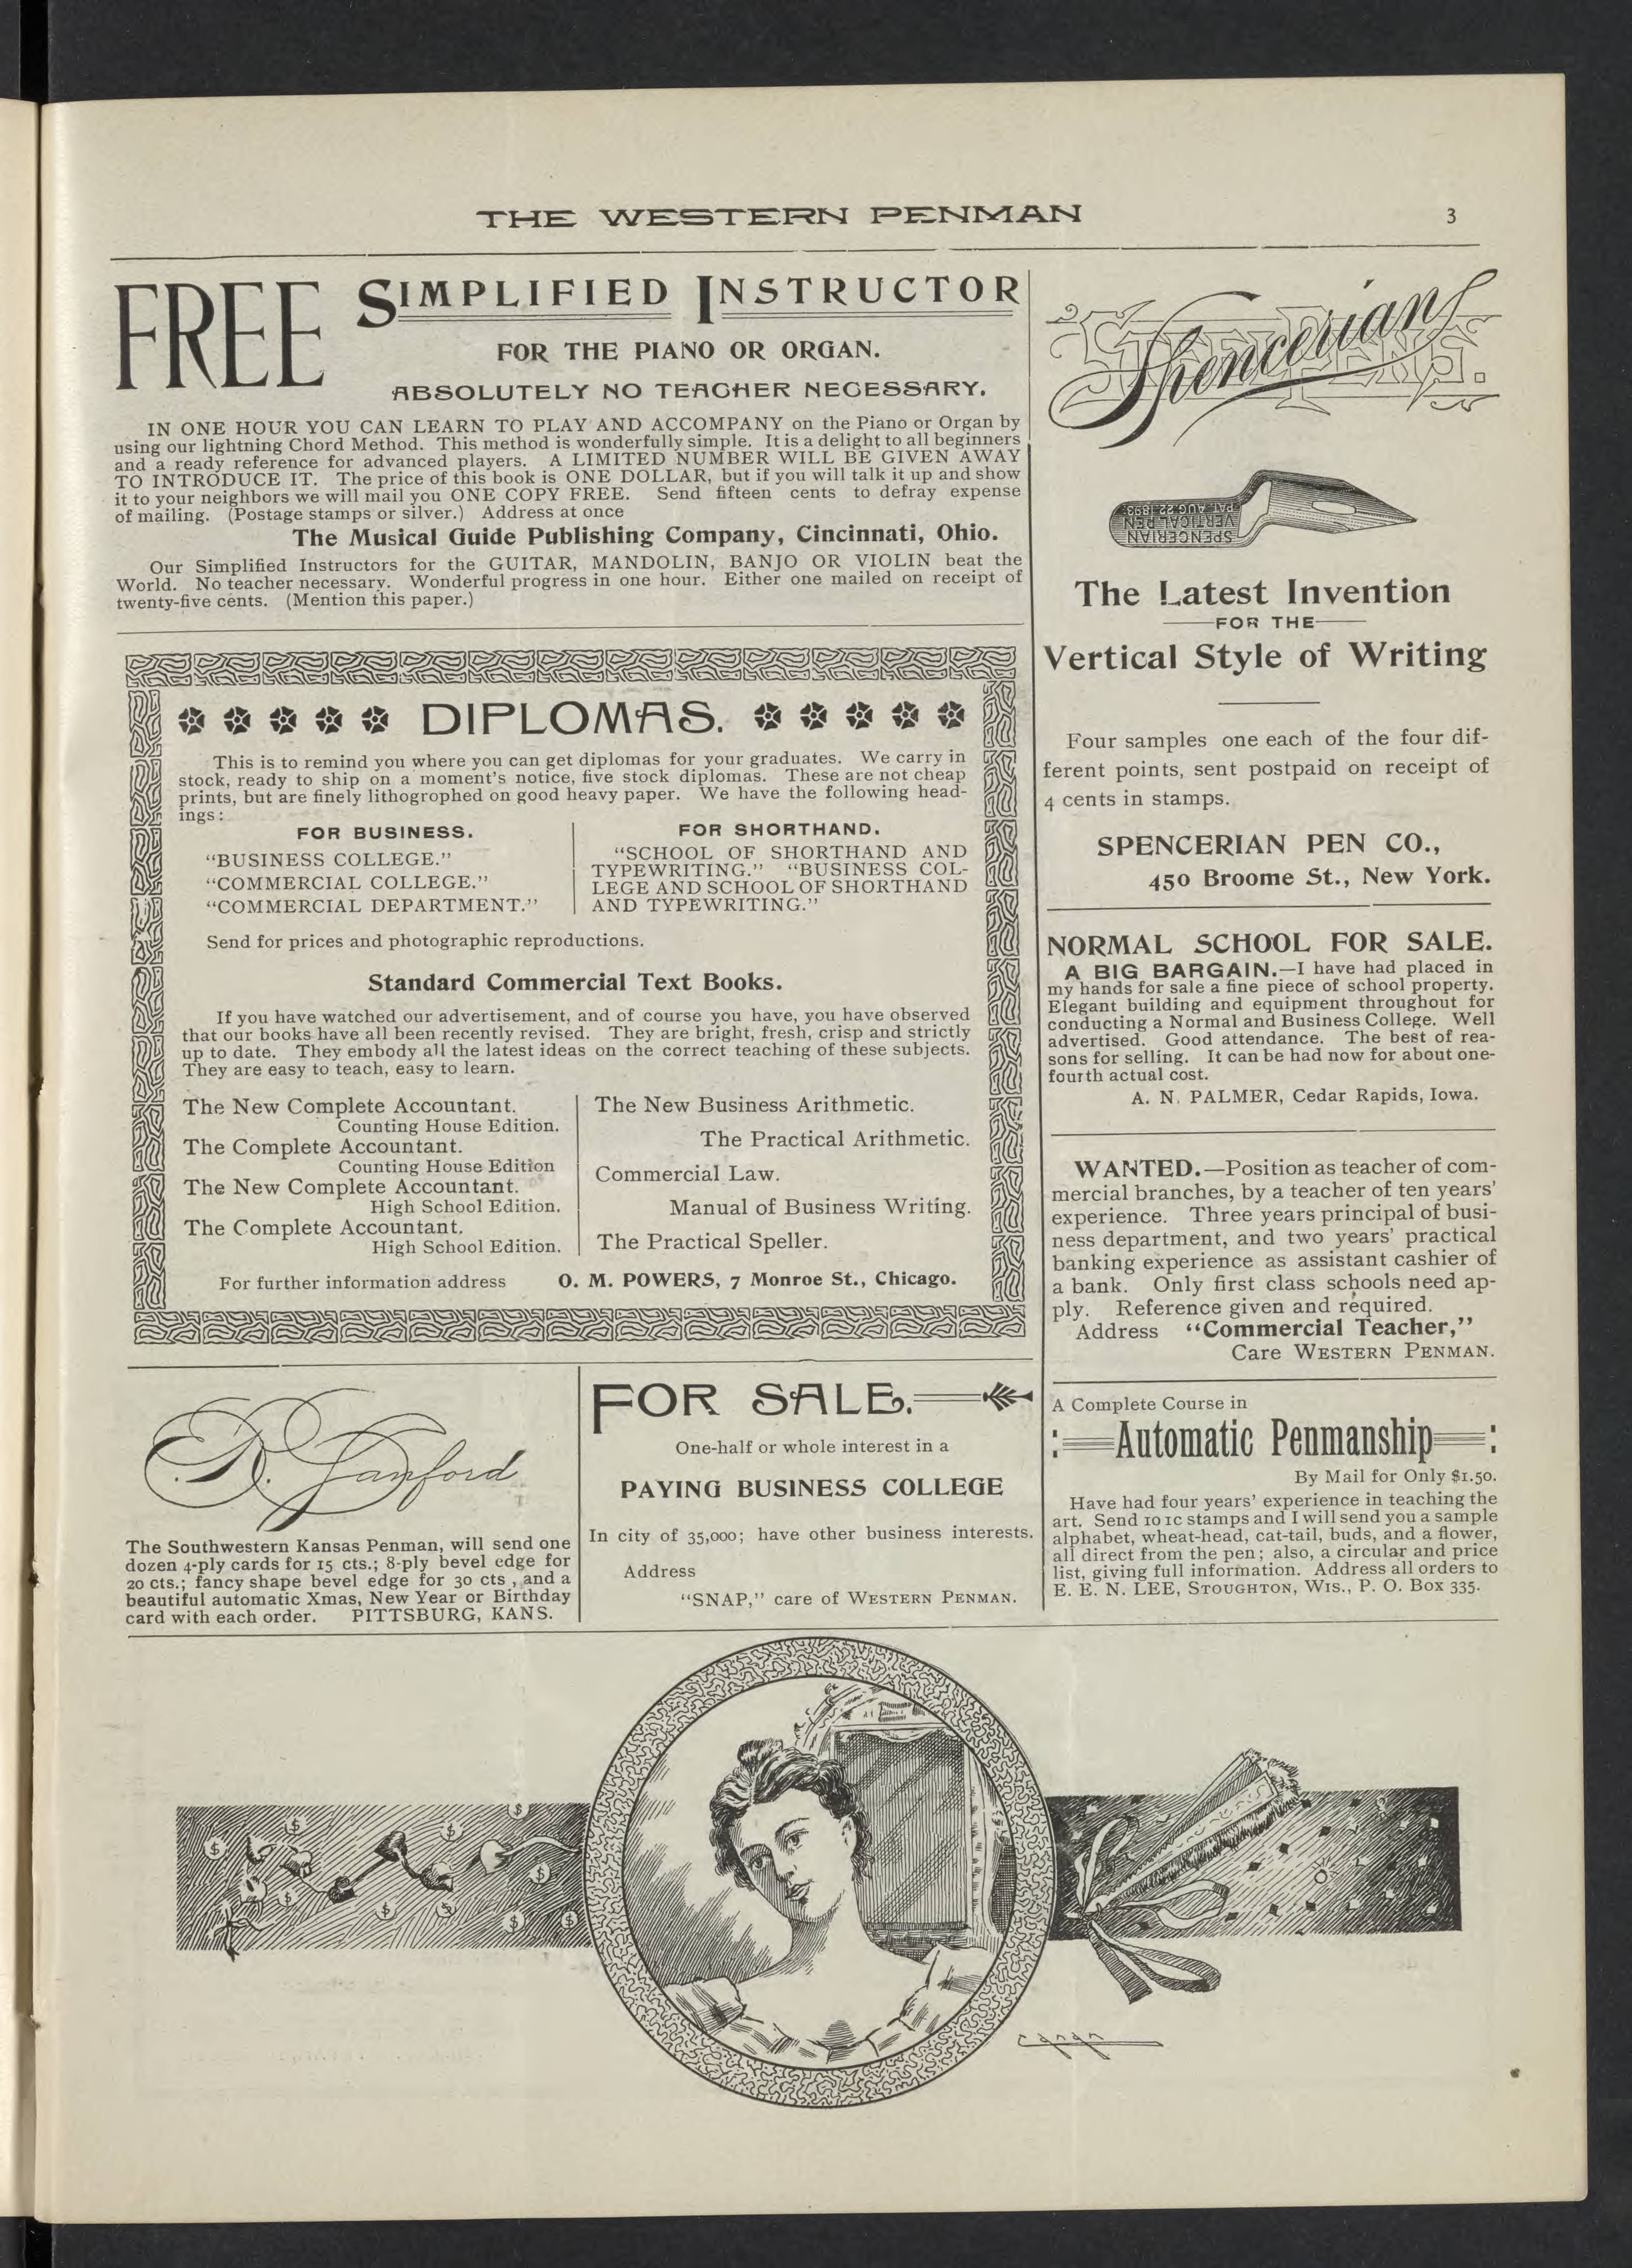 THE WESTERN PENMAN
3
FREE
SIMPLIFIED INSTRUCTOR
FOR THE PIANO OR ORGAN.
ABSOLUTELY NO TEACHER NECESSARY.
IN ONE HOUR YOU CAN LEARN TO PLAY AND ACCOMPANY on the Piano or Organ by
using our lightning Chord Method. This method is wonderfully simple. It is a delight to all beginners
and a ready reference for advanced players. A LIMITED NUMBER WILL BE GIVEN AWAY
TO INTRODUCE IT. The price of this book is ONE DOLLAR, but if you will talk it up and show
it to your neighbors we will mail you ONE COPY FREE. Send fifteen cents to defray expense
of mailing. (Postage stamps or silver.) Address at once
The Musical Guide Publishing Company, Cincinnati, Ohio.
Our Simplified Instructors for the GUITAR, MANDOLIN, BANJO OR VIOLIN beat the
World. No teacher necessary. Wonderful progress in one hour. Either one mailed on receipt of
twenty-five cents. (Mention this paper.)
DIPLOMAS.
This is to remind you where you can get diplomas for your graduates. We carry in
stock, ready to ship on a moment's notice, five stock diplomas. These are not cheap
prints, but are finely lithogrophed on good heavy paper. We have the following head-
ings:
FOR BUSINESS.
"BUSINESS COLLEGE."
"COMMERCIAL COLLEGE."
"COMMERCIAL DEPARTMENT."
FOR SHORTHAND.
"SCHOOL OF SHORTHAND AND
TYPEWRITING." "BUSINESS COL-
LEGE AND SCHOOL OF SHORTHAND
AND TYPEWRITING."
Send for prices and photographic reproductions.
Standard Commercial Text Books.
If you have watched our advertisement, and of course you have, you have observed
that our books have all been recently revised. They are bright, fresh, crisp and strictly
up to date. They embody all the latest ideas on the correct teaching of these subjects.
They are easy to teach, easy to learn.
The New Complete Accountant.
Counting House Edition.
The Complete Accountant.
Counting House Edition
The New Complete Accountant.
High School Edition.
The Complete Accountant.
High School Edition.
The New Business Arithmetic.
The Practical Arithmetic.
Commercial Law.
Manual of Business Writing.
The Practical Speller.
For further information address O. M. POWERS, 7 Monroe St., Chicago.
Sanford
The Southwestern Kansas Penman, will send one
dozen 4-ply cards for 15 cts.; 8-ply bevel edge for
20 cts.; fancy shape bevel edge for 30 cts , and a
beautiful automatic Xmas, New Year or Birthday
card with each order. PITTSBURG, KANS.
FOR SALE.
One-half or whole interest in a
PAYING BUSINESS COLLEGE
In city of 35,000; have other business interests.
Address
"SNAP," care of WESTERN PENMAN.
Spencerian
STEEL PENS.
SPENCERIAN
VERTICAL PEN
PAT. AUG 22. 1893.
The Latest Invention
FOR THE
Vertical Style of Writing
Four samples one each of the four dif-
ferent points, sent postpaid on receipt of
4 cents in stamps.
SPENCERIAN PEN CO.,
450 Broome St., New York.
NORMAL SCHOOL FOR SALE.
A BIG BARGAIN.—I have had placed in
my hands for sale a fine piece of school property.
Elegant building and equipment throughout for
conducting a Normal and Business College. Well
advertised. Good attendance. The best of rea-
sons for selling. It can be had now for about one-
fourth actual cost.
A. N. PALMER, Cedar Rapids, Iowa.
WANTED.—Position as teacher of com-
mercial branches, by a teacher of ten years'
experience. Three years principal of busi-
ness department, and two years' practical
banking experience as assistant cashier of
a bank. Only first class schools need ap-
ply. Reference given and required.
Address "Commercial Teacher,"
Care WESTERN PENMAN.
A Complete Course in
Automatic Penmanship
By Mail for Only $1.50.
Have had four years' experience in teaching the
art. Send 10 1c stamps and I will send you a sample
alphabet, wheat-head, cat-tail, buds, and a flower,
all direct from the pen; also, a circular and price
list, giving full information. Address all orders to
E. E. N. LEE, STOUGHTON, WIS., P. O. Box 335.